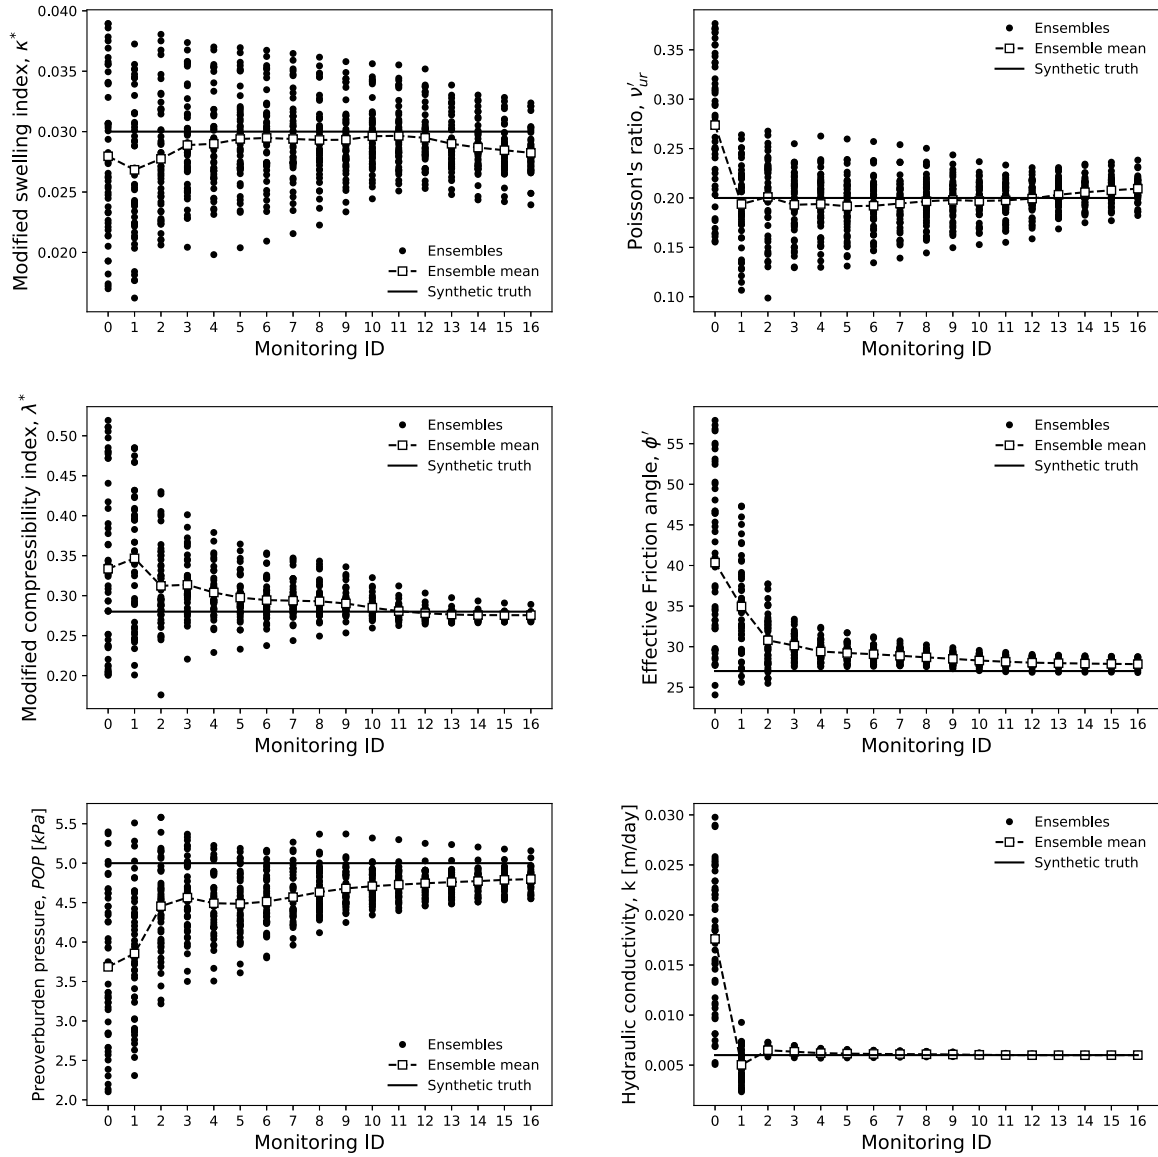 Modified swelling index, κ*
0.040
0.035
0.030
0.025
0.020
Ensembles
Ensemble mean
Synthetic truth
0 1 2 3 4 5 6 7 8 9 10 11 12 13 14 15 16
Monitoring ID
Poisson's ratio, ν′ur
0.35
0.30
0.25
0.20
0.15
0.10
Ensembles
Ensemble mean
Synthetic truth
0 1 2 3 4 5 6 7 8 9 10 11 12 13 14 15 16
Monitoring ID
Modified compressibility index, λ*
0.50
0.45
0.40
0.35
0.30
0.25
0.20
Ensembles
Ensemble mean
Synthetic truth
0 1 2 3 4 5 6 7 8 9 10 11 12 13 14 15 16
Monitoring ID
Effective Friction angle, ϕ′
55
50
45
40
35
30
25
Ensembles
Ensemble mean
Synthetic truth
0 1 2 3 4 5 6 7 8 9 10 11 12 13 14 15 16
Monitoring ID
Preoverburden pressure, POP [kPa]
5.5
5.0
4.5
4.0
3.5
3.0
2.5
2.0
Ensembles
Ensemble mean
Synthetic truth
0 1 2 3 4 5 6 7 8 9 10 11 12 13 14 15 16
Monitoring ID
Hydraulic conductivity, k [m/day]
0.030
0.025
0.020
0.015
0.010
0.005
Ensembles
Ensemble mean
Synthetic truth
0 1 2 3 4 5 6 7 8 9 10 11 12 13 14 15 16
Monitoring ID